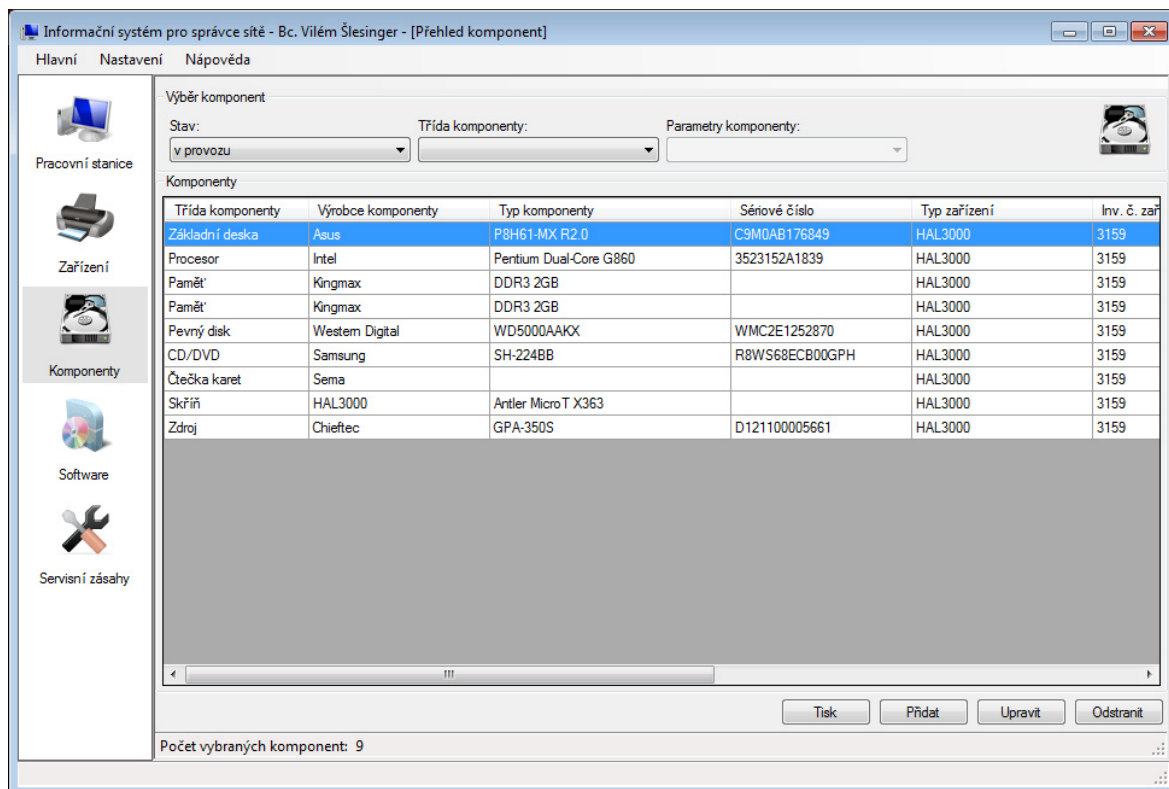 Informační systém pro správce sítě - Bc. Vilém Šlesinger - [Přehled komponent]
Hlavní Nastavení Nápověda
Pracovní stanice
Zařízení
Komponenty
Software
Servisní zásahy
Výběr komponent
Stav: Třída komponenty: Parametry komponenty:
v provozu
Komponenty
Třída komponenty Výrobce komponenty Typ komponenty Sériové číslo Typ zařízení Inv. č. zař
Základní deska Asus P8H61-MX R2.0 C9M0AB176849 HAL3000 3159
Procesor Intel Pentium Dual-Core G860 3523152A1839 HAL3000 3159
Paměť Kingmax DDR3 2GB HAL3000 3159
Paměť Kingmax DDR3 2GB HAL3000 3159
Pevný disk Western Digital WD5000AAKX WMC2E1252870 HAL3000 3159
CD/DVD Samsung SH-224BB R8WS68ECB00GPH HAL3000 3159
Čtečka karet Sema HAL3000 3159
Skříň HAL3000 Antler MicroT X363 HAL3000 3159
Zdroj Chieftec GPA-350S D121100005661 HAL3000 3159
Tisk Přidat Upravit Odstranit
Počet vybraných komponent: 9